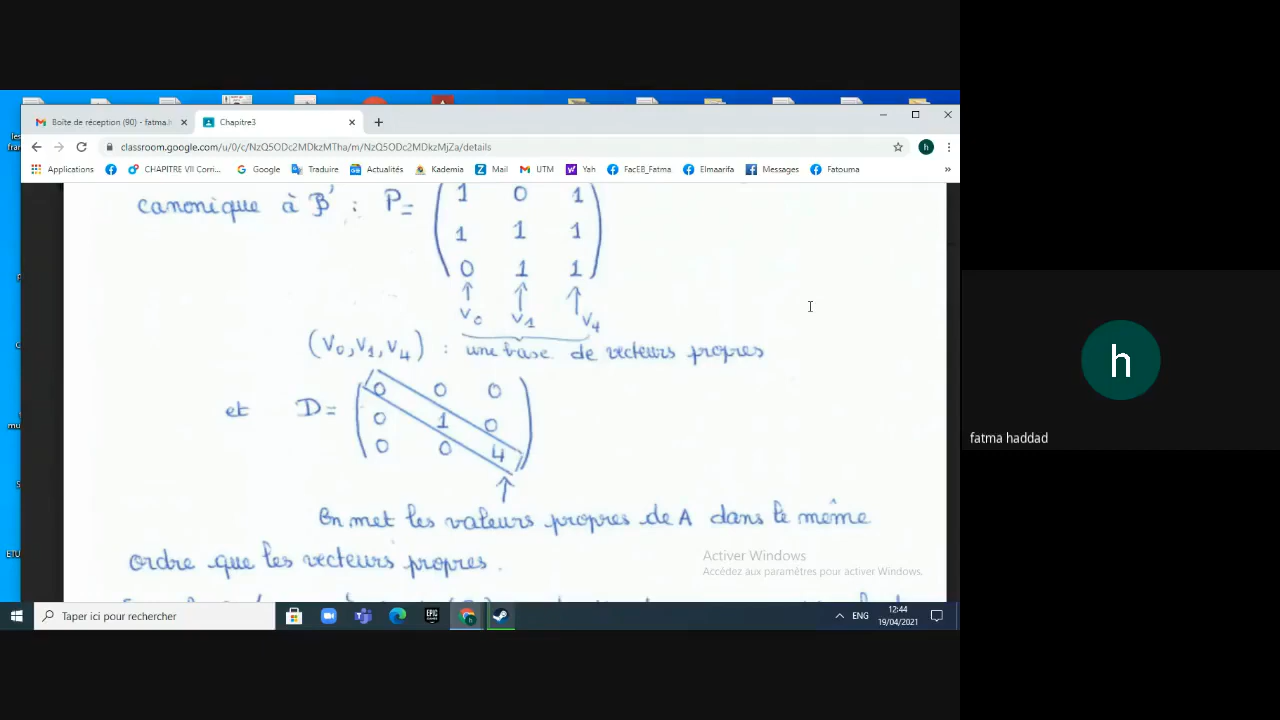 Boîte de réception (90) - fatma.h
Chapitre3
classroom.google.com/u/0/c/NzQ5ODc2MDkzMTha/m/NzQ5ODc2MDkzMjZa/details
Applications
CHAPITRE VII Corri...
Google
Traduire
Actualités
Kademia
Mail
UTM
Yah
FacEB_Fatma
Elmaarifa
Messages
Fatouma
»
canonique à B' : P=
1 0 1
1 1 1
0 1 1
V0 V1 V4
(V0, V1, V4) : une base de vecteurs propres
et D=
0 0 0
0 1 0
0 0 4
On met les valeurs propres de A dans le même
ordre que les vecteurs propres.
Activer Windows
Accédez aux paramètres pour activer Windows.
Taper ici pour rechercher
ENG
12:44
19/04/2021
h
fatma haddad